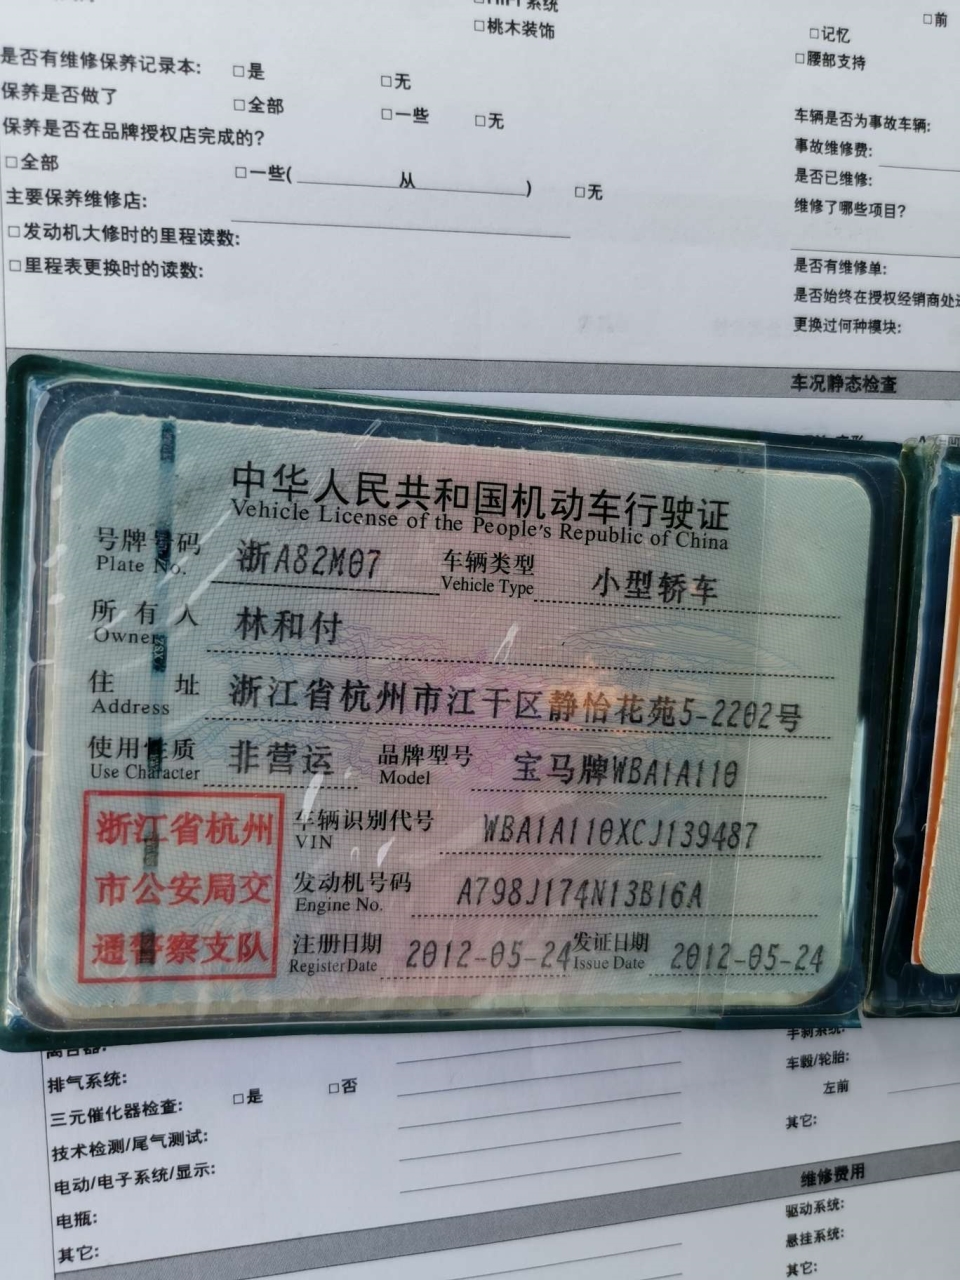 □HIFI 系统
□桃木装饰
□前
□记忆
□腰部支持
是否有维修保养记录本: □是 □无
保养是否做了 □全部 □一些 □无
保养是否在品牌授权店完成的?
□全部 □一些( 从 ) □无
主要保养维修店:
□发动机大修时的里程读数:
□里程表更换时的读数:
车辆是否为事故车辆:
事故维修费:
是否已维修:
维修了哪些项目?
是否有维修单:
是否始终在授权经销商处
更换过何种模块:
车况静态检查
中华人民共和国机动车行驶证
Vehicle License of the People's Republic of China
号牌号码 浙A82M07 车辆类型 小型轿车
Plate No. Vehicle Type
所有人 林和付
Owner
住址 浙江省杭州市江干区静怡花苑5-2202号
Address
使用性质 非营运 品牌型号 宝马牌WBA1A110
Use Character Model
浙江省杭州
市公安局交
通警察支队
车辆识别代号 WBA1A110XCJ139487
VIN
发动机号码 A798J174N13B16A
Engine No.
注册日期 2012-05-24 发证日期 2012-05-24
Register Date Issue Date
离合器:
排气系统:
三元催化器检查: □是 □否
技术检测/尾气测试:
电动/电子系统/显示:
电瓶:
其它:
手刹系统:
车毂/轮胎:
左前
其它:
维修费用
驱动系统:
悬挂系统:
其它: